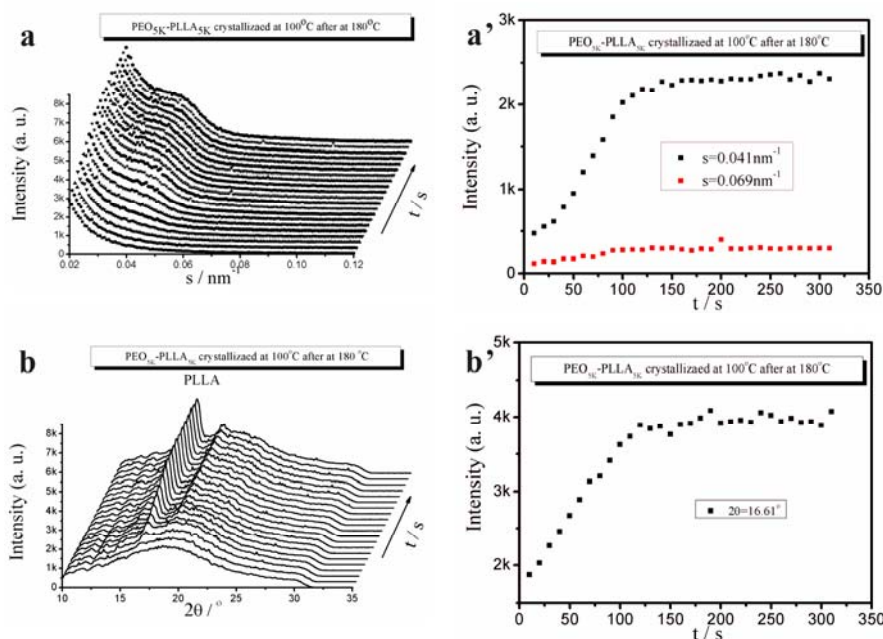 a
PEO5K-PLLA5K crystallizaed at 100°C after at 180°C
Intensity (a. u.)
8k
7k
6k
5k
4k
3k
2k
1k
0
0.02 0.04 0.06 0.08 0.10 0.12
s / nm-1
t / s
a’
PEO5K-PLLA5K crystallizaed at 100°C after at 180°C
Intensity (a. u.)
3k
2k
1k
0
s=0.041nm-1
s=0.069nm-1
0 50 100 150 200 250 300 350
t / s
b
PEO5K-PLLA5K crystallizaed at 100°C after at 180 °C
PLLA
Intensity (a. u.)
8k
7k
6k
5k
4k
3k
2k
1k
0
10 15 20 25 30 35
2θ / °
t / s
b’
PEO5K-PLLA5K crystallizaed at 100°C after at 180°C
Intensity (a. u.)
5k
4k
3k
2k
2θ=16.61°
0 50 100 150 200 250 300 350
t / s